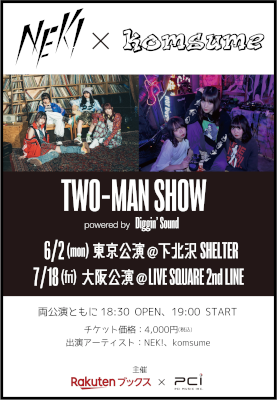 NEK! × komsume
TWO-MAN SHOW
powered by Diggin' Sound
6/2(mon) 東京公演@下北沢 SHELTER
7/18(fri) 大阪公演@LIVE SQUARE 2nd LINE
両公演ともに 18:30 OPEN、19:00 START
チケット価格：4,000円(税込)
出演アーティスト：NEK!、komsume
主催
Rakuten ブックス × PCI
PCI MUSIC INC.